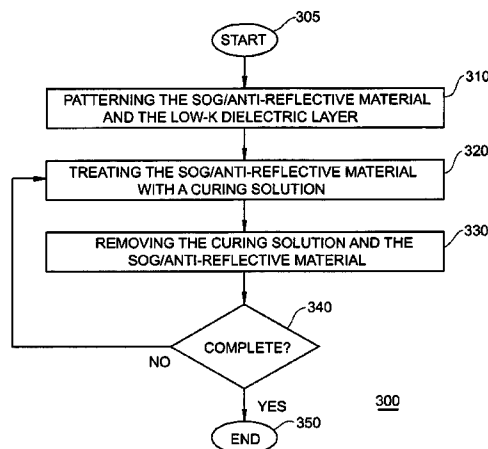 START
305
310
PATTERNING THE SOG/ANTI-REFLECTIVE MATERIAL
AND THE LOW-K DIELECTRIC LAYER
320
TREATING THE SOG/ANTI-REFLECTIVE MATERIAL
WITH A CURING SOLUTION
330
REMOVING THE CURING SOLUTION AND THE
SOG/ANTI-REFLECTIVE MATERIAL
340
COMPLETE?
NO
YES
300
350
END